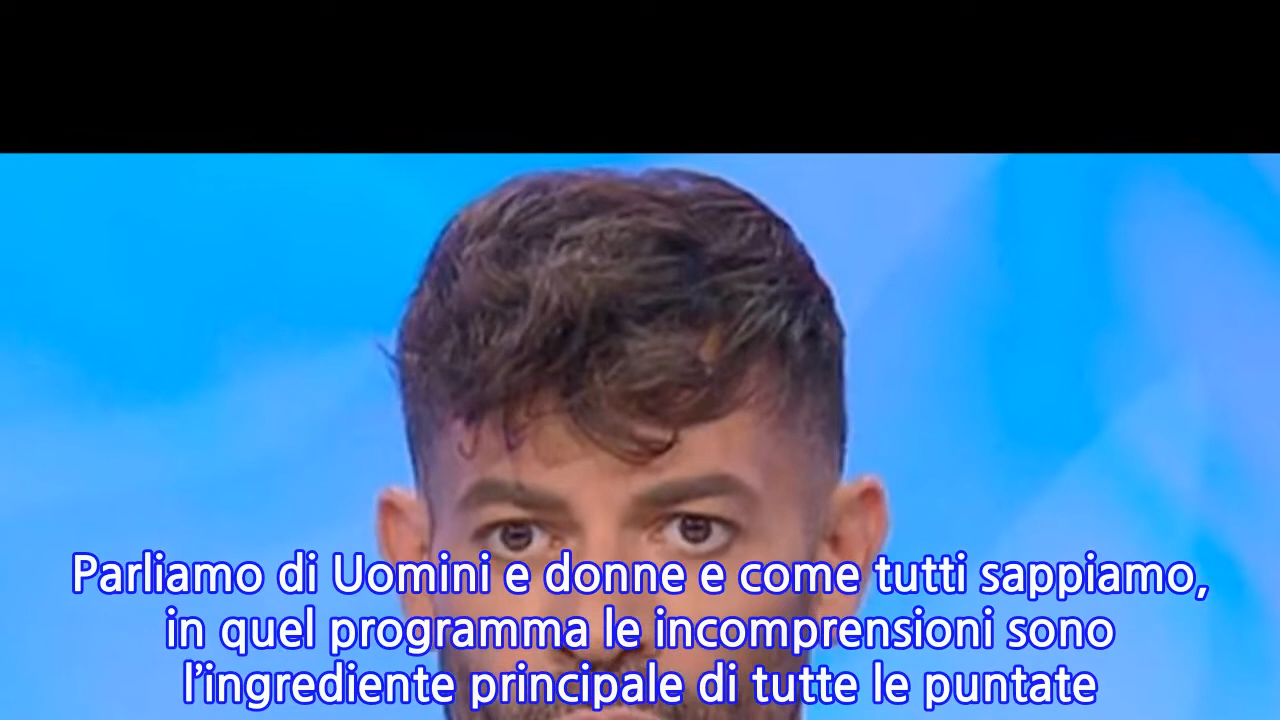 Parliamo di Uomini e donne e come tutti sappiamo,
in quel programma le incomprensioni sono
l'ingrediente principale di tutte le puntate